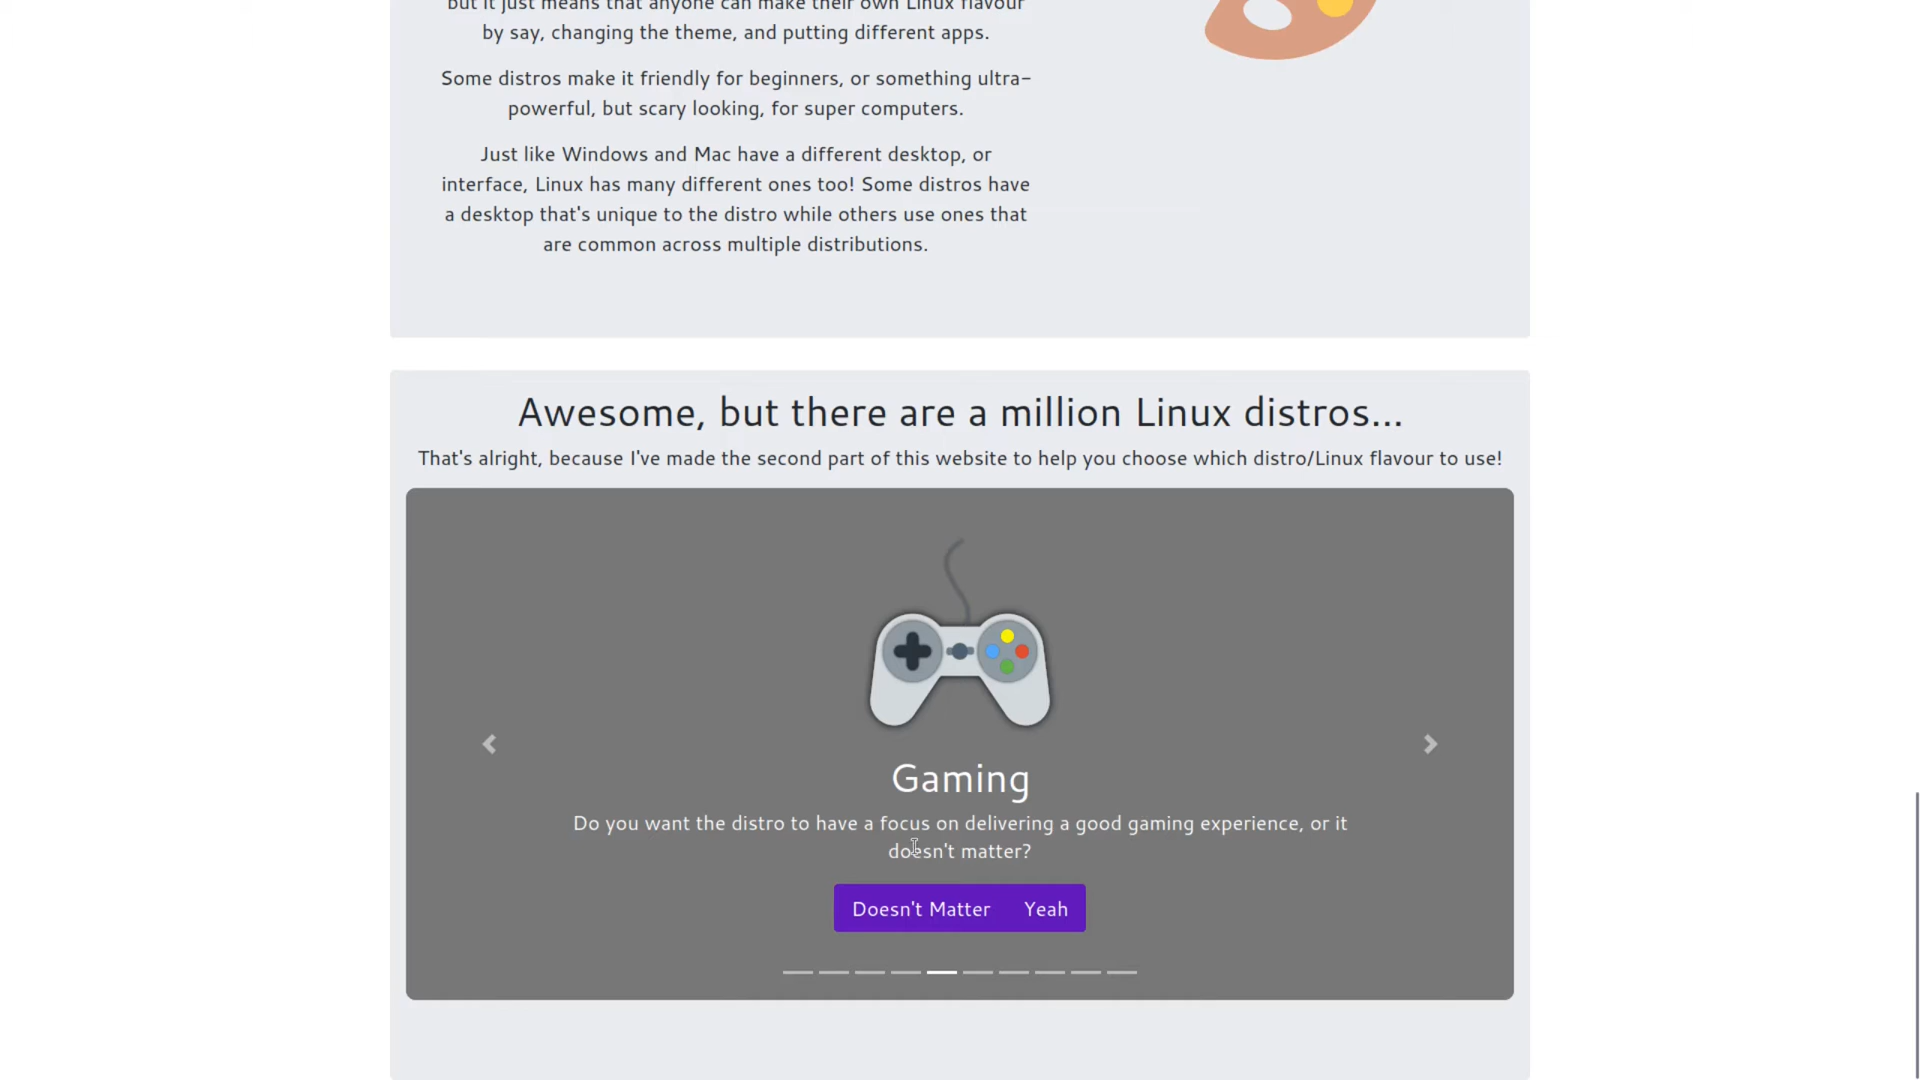 but it just means that anyone can make their own Linux flavour
by say, changing the theme, and putting different apps.
Some distros make it friendly for beginners, or something ultra-
powerful, but scary looking, for super computers.
Just like Windows and Mac have a different desktop, or
interface, Linux has many different ones too! Some distros have
a desktop that's unique to the distro while others use ones that
are common across multiple distributions.
Awesome, but there are a million Linux distros...
That's alright, because I've made the second part of this website to help you choose which distro/Linux flavour to use!
Gaming
Do you want the distro to have a focus on delivering a good gaming experience, or it
doesn't matter?
Doesn't Matter Yeah